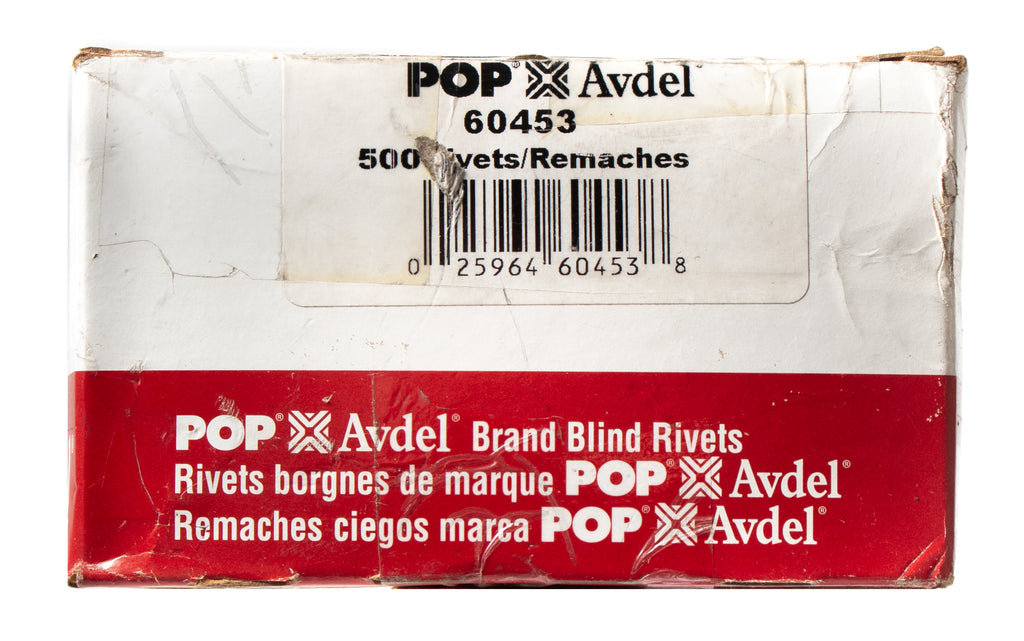 POP® Avdel®
60453
500 Rivets/Remaches
0 25964 60453 8
POP® Avdel® Brand Blind Rivets
Rivets borgnes de marque POP® Avdel®
Remaches ciegos marca POP® Avdel®